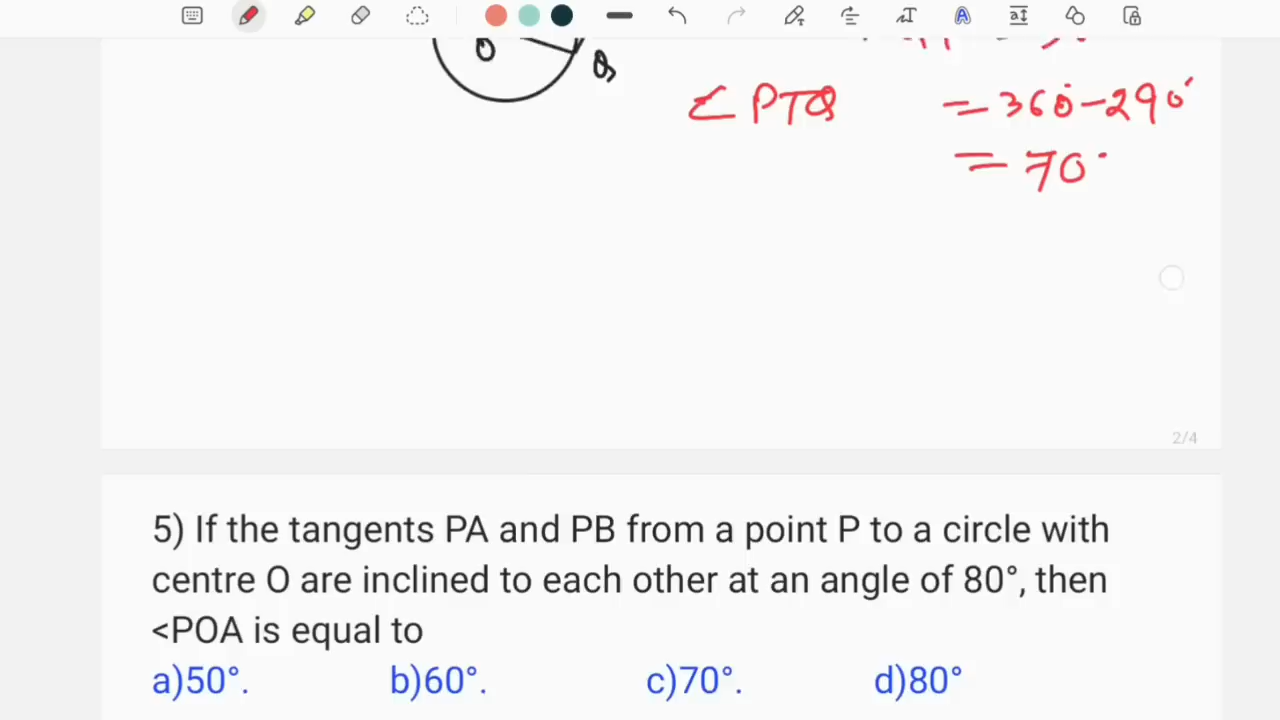 O
Q
∠PTQ = 360°-290°
= 70°
2/4
5) If the tangents PA and PB from a point P to a circle with
centre O are inclined to each other at an angle of 80°, then
<POA is equal to
a)50°. b)60°. c)70°. d)80°